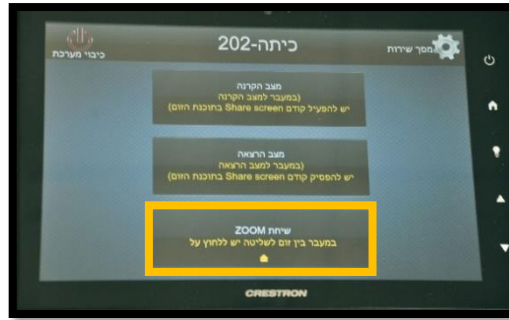 מסך שירות
כיתה-202
כיבוי מערכת
מצב הקרנה
(במעבר למצב הקרנה
יש להפעיל קודם Share screen בתוכנת הזום)
מצב הרצאה
(במעבר למצב הרצאה
יש להפסיק קודם Share screen בתוכנת הזום)
שיחת ZOOM
במעבר בין זום לשליטה יש ללחוץ על
CRESTRON